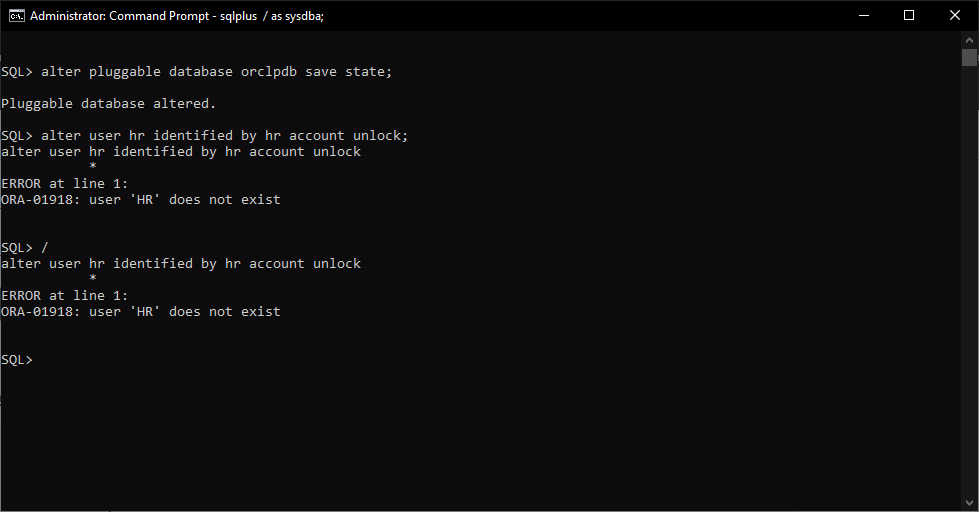 Administrator: Command Prompt - sqlplus / as sysdba;
SQL> alter pluggable database orclpdb save state;
Pluggable database altered.
SQL> alter user hr identified by hr account unlock;
alter user hr identified by hr account unlock
*
ERROR at line 1:
ORA-01918: user 'HR' does not exist
SQL> /
alter user hr identified by hr account unlock
*
ERROR at line 1:
ORA-01918: user 'HR' does not exist
SQL>